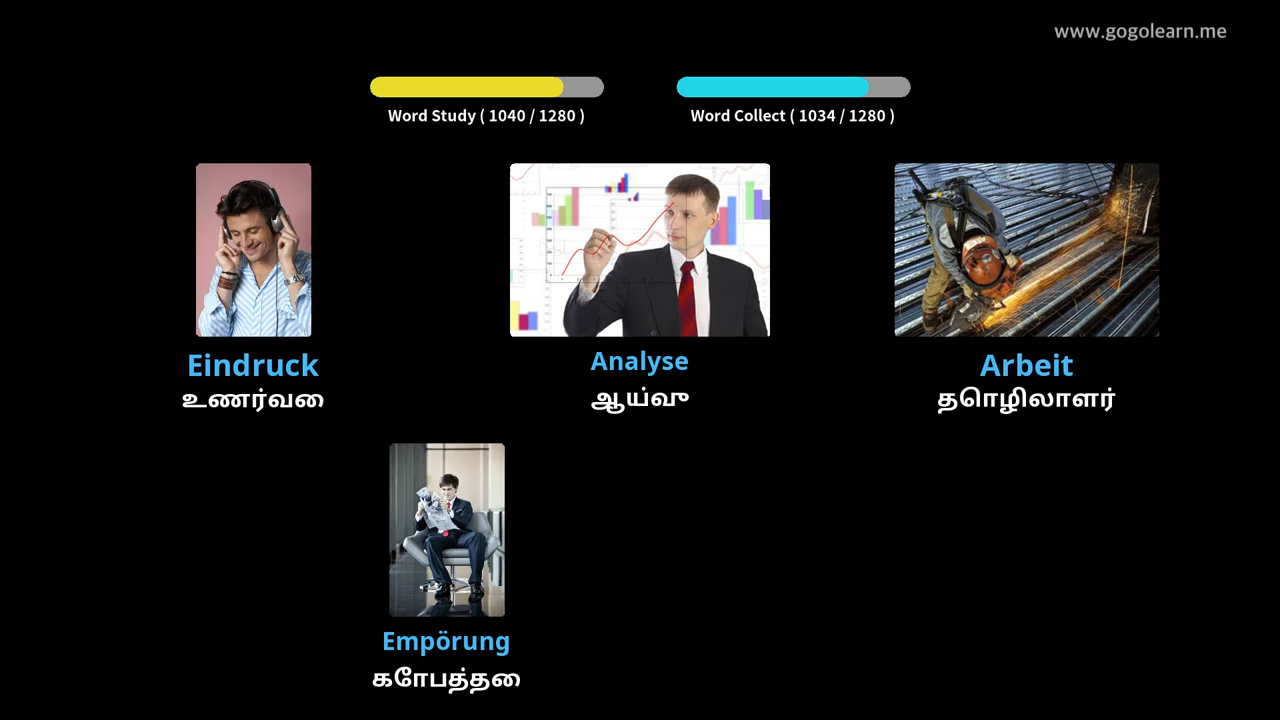 www.gogolearn.me
Word Study ( 1040 / 1280 )
Word Collect ( 1034 / 1280 )
Eindruck
உணர்வை
Analyse
ஆய்வு
Arbeit
தொழிலாளர்
Empörung
கோபத்தை